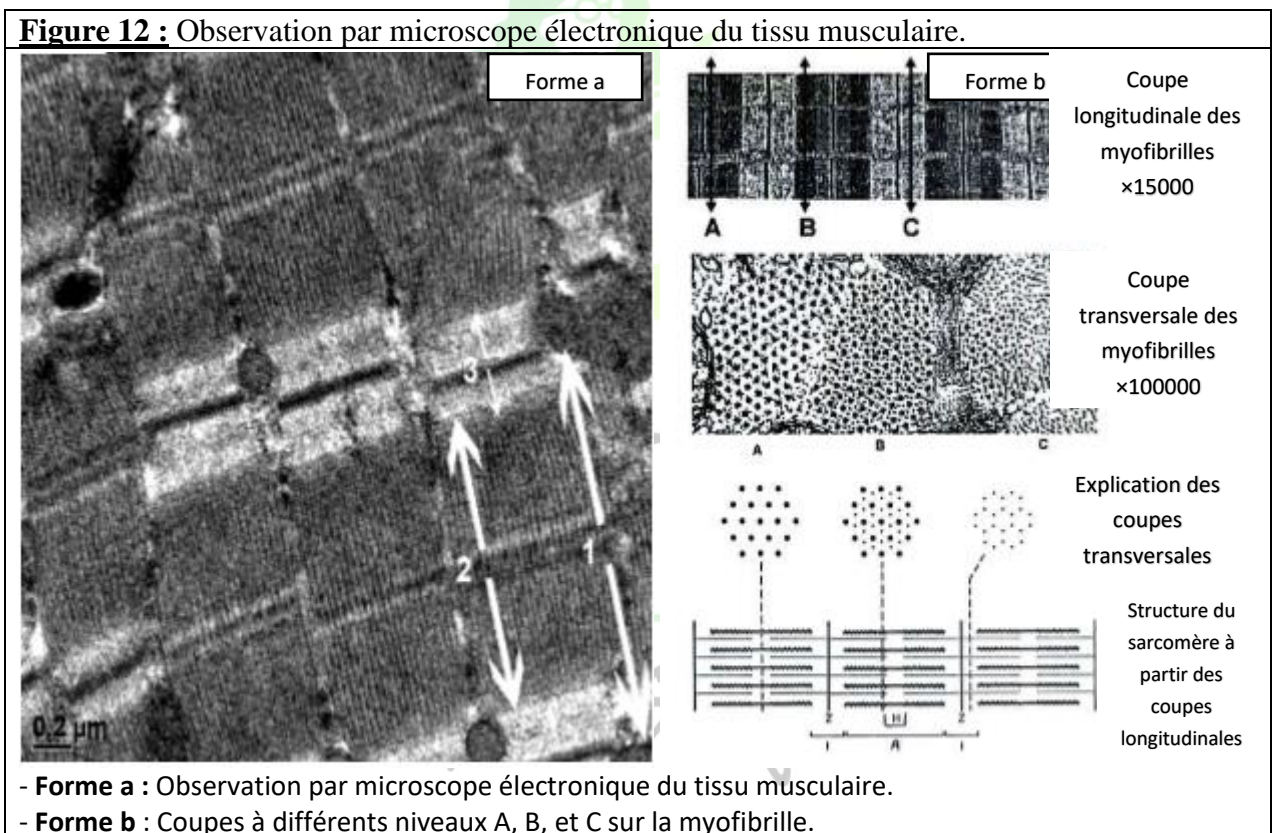 Figure 12 : Observation par microscope électronique du tissu musculaire.
Forme a
3
2
1
0.2 µm
Forme b
A B C
Coupe
longitudinale des
myofibrilles
×15000
A B C
Coupe
transversale des
myofibrilles
×100000
Explication des
coupes
transversales
Z H Z
I A I
Structure du
sarcomère à
partir des
coupes
longitudinales
- Forme a : Observation par microscope électronique du tissu musculaire.
- Forme b : Coupes à différents niveaux A, B, et C sur la myofibrille.